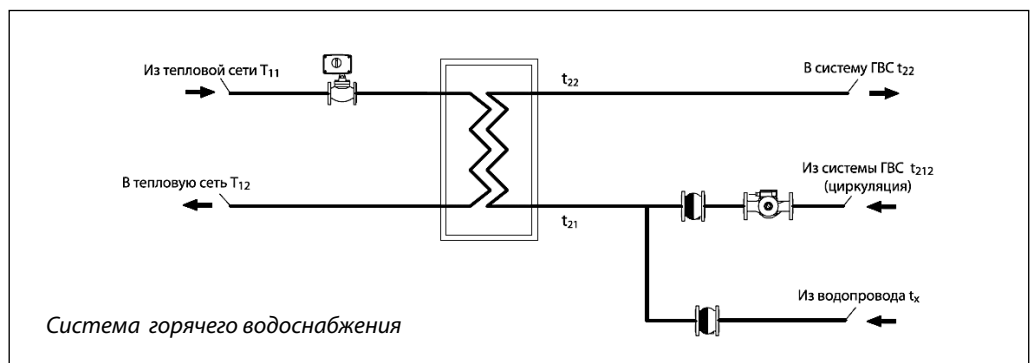 Из тепловой сети T₁₁
t₂₂
В систему ГВС t₂₂
В тепловую сеть T₁₂
t₂₁
Из системы ГВС t₂₁₂
(циркуляция)
Из водопровода tₓ
Система горячего водоснабжения